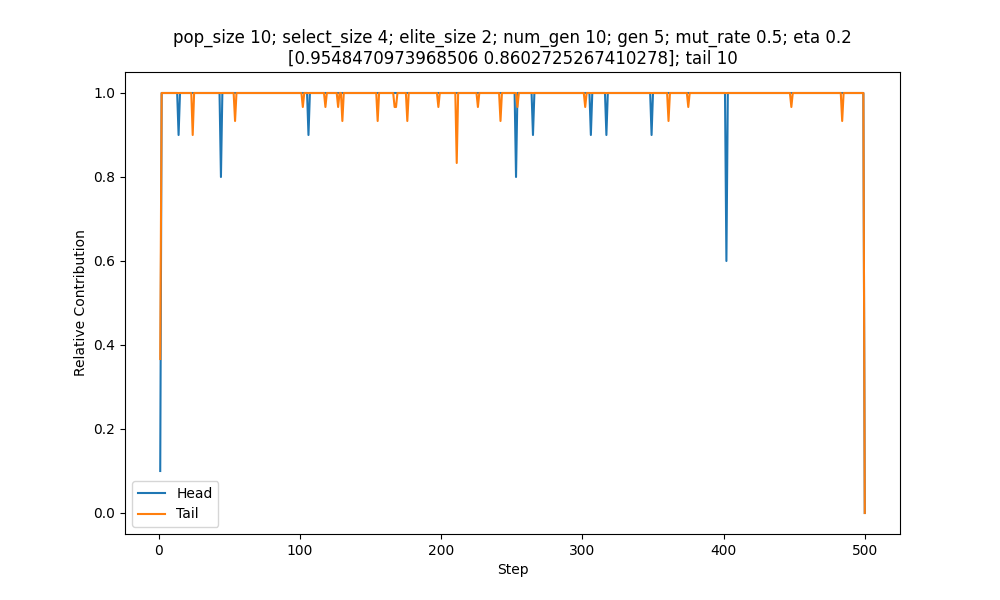 pop_size 10; select_size 4; elite_size 2; num_gen 10; gen 5; mut_rate 0.5; eta 0.2
[0.9548470973968506 0.8602725267410278]; tail 10
Relative Contribution
1.0
0.8
0.6
0.4
0.2
0.0
Head
Tail
0
100
200
300
400
500
Step